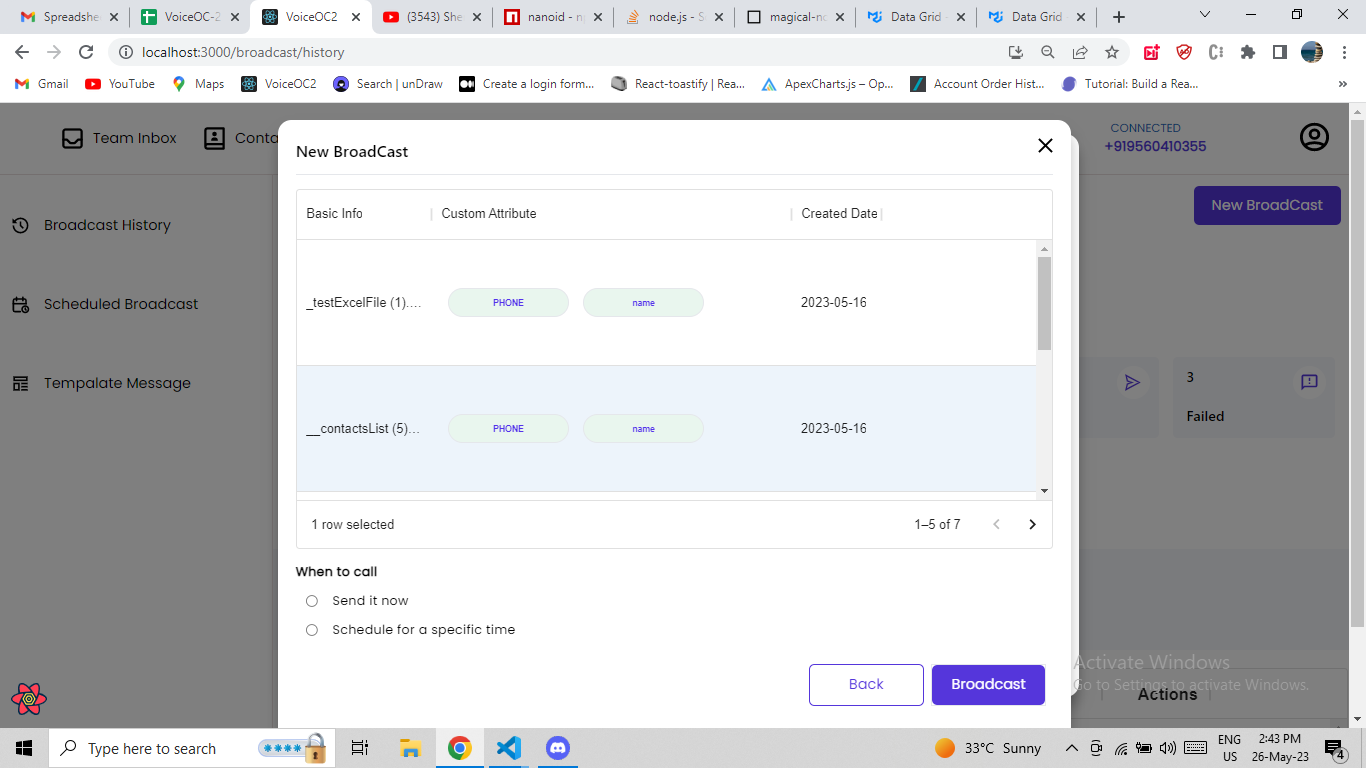 Spreadshe
VoiceOC-2
VoiceOC2
(3543) She
nanoid - np
node.js - S
magical-no
Data Grid -
Data Grid -
localhost:3000/broadcast/history
Gmail
YouTube
Maps
VoiceOC2
Search | unDraw
Create a login form...
React-toastify | Rea...
ApexCharts.js – Op...
Account Order Hist...
Tutorial: Build a Rea...
»
Team Inbox
Conta
CONNECTED
+919560410355
New BroadCast
Broadcast History
Scheduled Broadcast
Tempalate Message
New BroadCast
Basic Info
Custom Attribute
Created Date
_testExcelFile (1)....
PHONE
name
2023-05-16
__contactsList (5)...
PHONE
name
2023-05-16
1 row selected
1–5 of 7
When to call
Send it now
Schedule for a specific time
Back
Broadcast
3
Failed
Activate Windows
Go to Settings to activate Windows.
Actions
Type here to search
33°C Sunny
ENG
US
2:43 PM
26-May-23
4